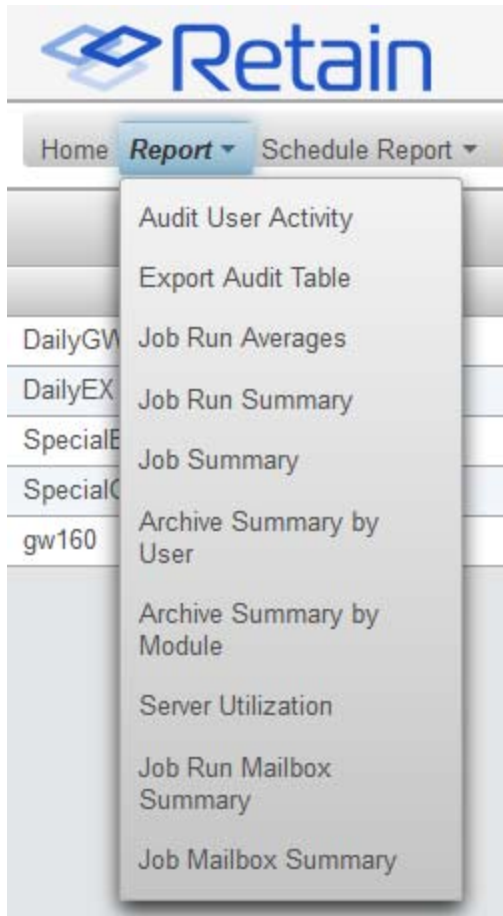 Retain
Home Report Schedule Report
Audit User Activity
Export Audit Table
DailyGW
Job Run Averages
DailyEX
Job Run Summary
Job Summary
Archive Summary by
User
gw160
Archive Summary by
Module
Server Utilization
Job Run Mailbox
Summary
Job Mailbox Summary